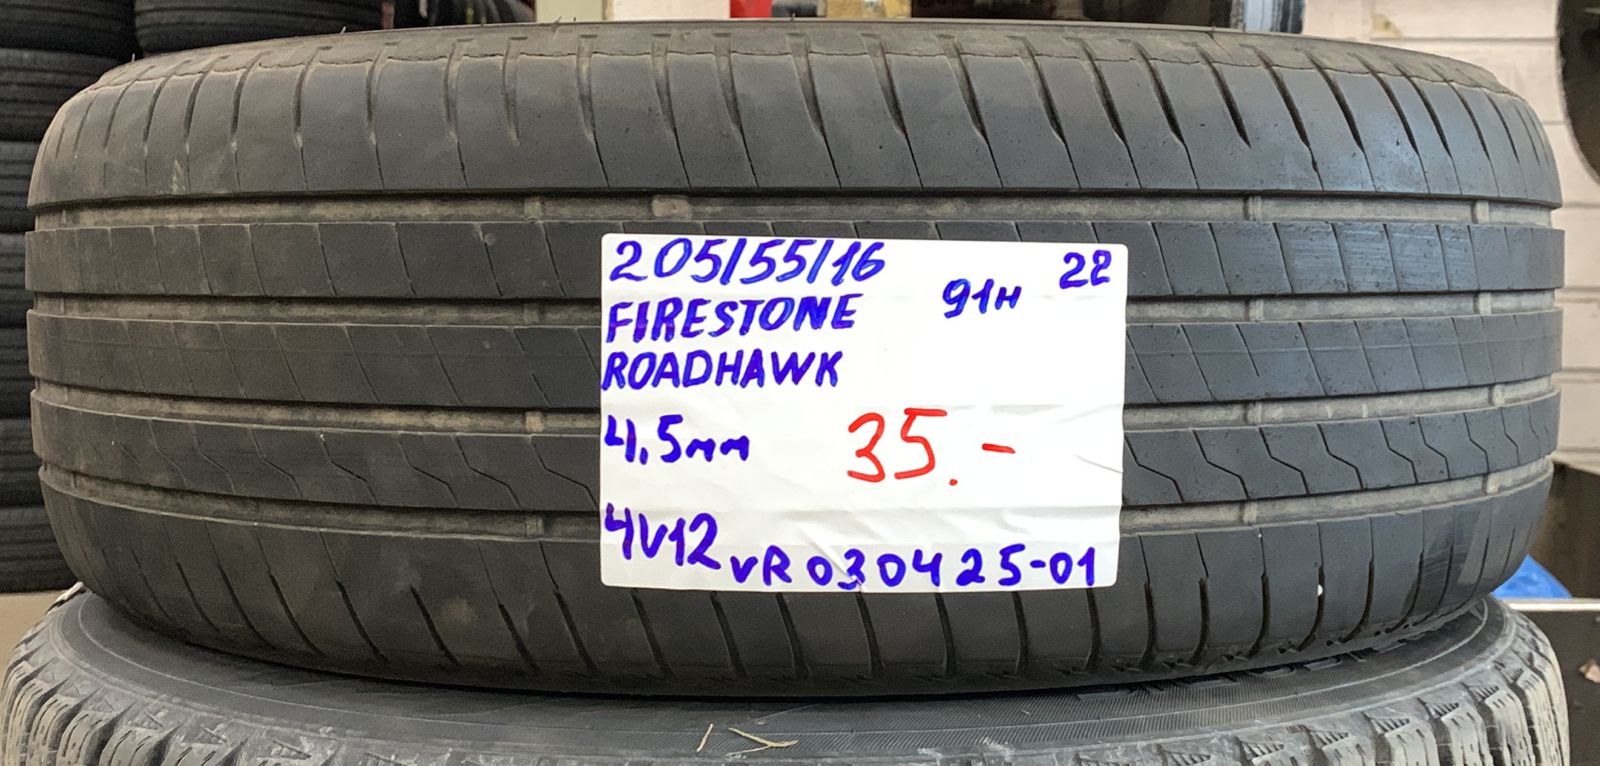 205/55/16 22
FIRESTONE 91H
ROADHAWK
4.5mm 35.-
4V12 VR030425-01